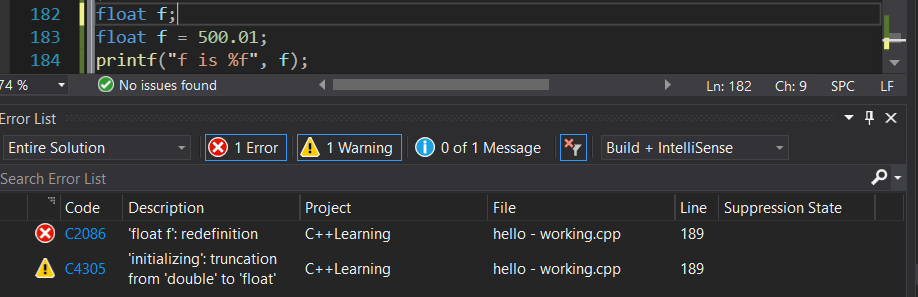 182 float f;
183 float f = 500.01;
184 printf("f is %f", f);
74 % No issues found Ln: 182 Ch: 9 SPC LF
Error List
Entire Solution 1 Error 1 Warning 0 of 1 Message Build + IntelliSense
Search Error List
Code Description Project File Line Suppression State
C2086 'float f': redefinition C++Learning hello - working.cpp 189
C4305 'initializing': truncation from 'double' to 'float' C++Learning hello - working.cpp 189